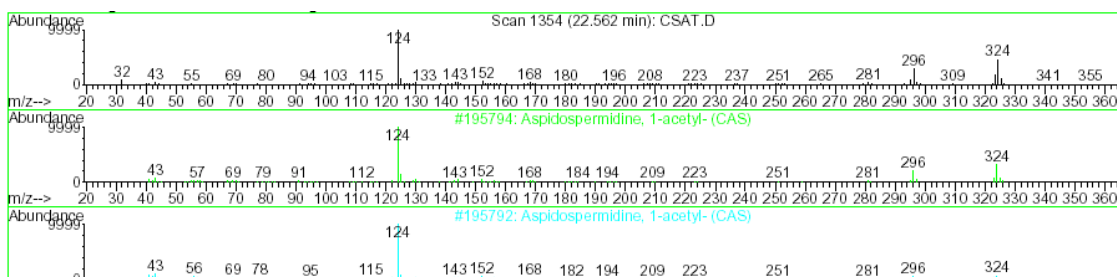 Abundance Scan 1354 (22.562 min): CSAT.D
9999
124
32 43 55 69 80 94 103 115 133 143 152 168 180 196 208 223 237 251 265 281 296 309 324 341 355
0
m/z--> 20 30 40 50 60 70 80 90 100 110 120 130 140 150 160 170 180 190 200 210 220 230 240 250 260 270 280 290 300 310 320 330 340 350 360
Abundance #195794: Aspidospermidine, 1-acetyl- (CAS)
9999
124
43 57 69 79 91 112 143 152 168 184 194 209 223 251 281 296 324
0
m/z--> 20 30 40 50 60 70 80 90 100 110 120 130 140 150 160 170 180 190 200 210 220 230 240 250 260 270 280 290 300 310 320 330 340 350 360
Abundance #195792: Aspidospermidine, 1-acetyl- (CAS)
9999
124
43 56 69 78 95 115 143 152 168 182 194 209 223 251 281 296 324